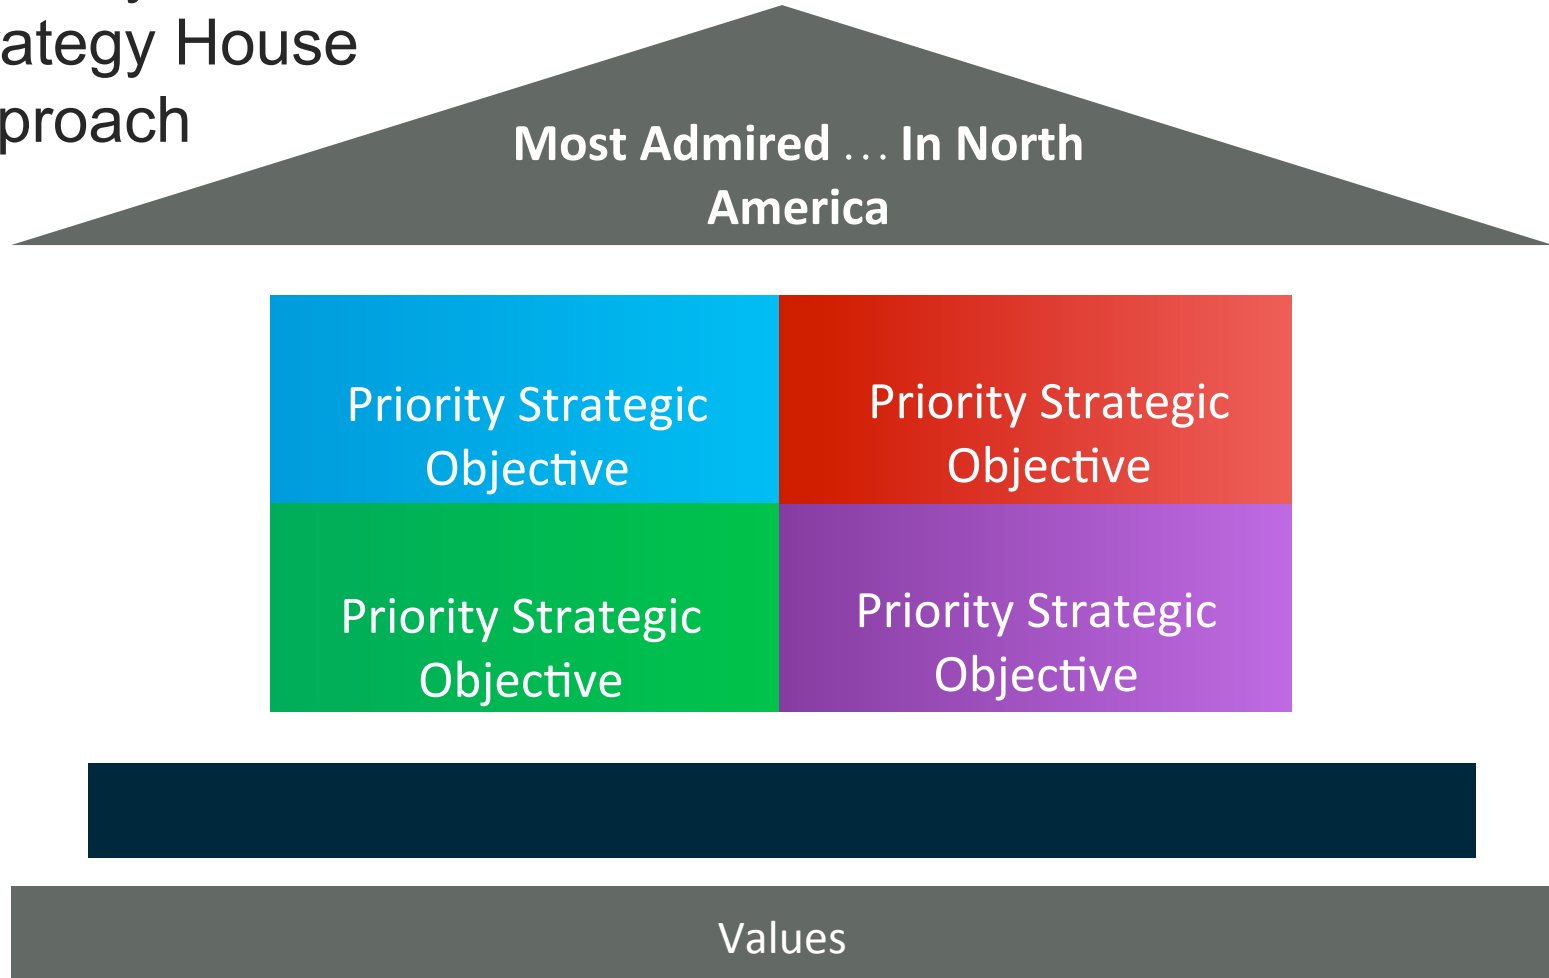 ategy House
proach
Most Admired ... In North
America
Priority Strategic
Objective
Priority Strategic
Objective
Priority Strategic
Objective
Priority Strategic
Objective
Values